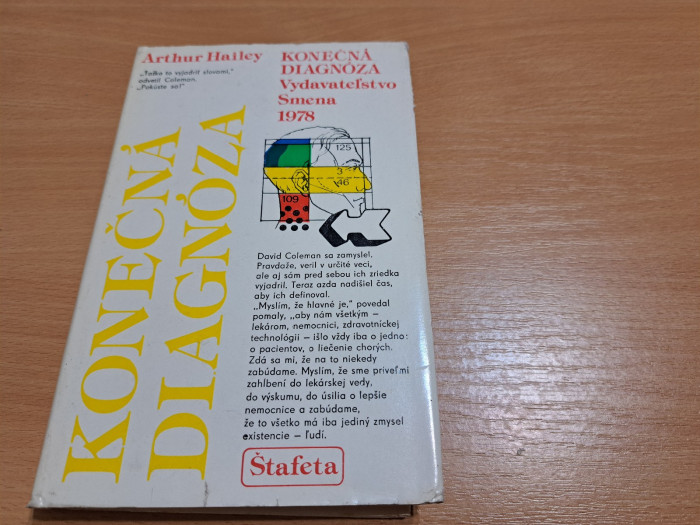 Arthur Hailey
„Ťažko to vyjadriť slovami,"
odvetil Coleman.
„Pokúste sa!"
KONEČNÁ
DIAGNÓZA
Vydavateľstvo
Smena
1978
KONEČNÁ
DIAGNÓZA
125
3
46
109
David Coleman sa zamyslel.
Pravdaže, veril v určité veci,
ale aj sám pred sebou ich zriedka
vyjadril. Teraz azda nadišiel čas,
aby ich definoval.
„Myslím, že hlavné je," povedal
pomaly, „aby nám všetkým –
lekárom, nemocnici, zdravotníckej
technológii – išlo vždy iba o jedno:
o pacientov, o liečenie chorých.
Zdá sa mi, že na to niekedy
zabúdame. Myslím, že sme priveľmi
zahĺbení do lekárskej vedy,
do výskumu, do úsilia o lepšie
nemocnice a zabúdame,
že to všetko má iba jediný zmysel
existencie – ľudí.
Štafeta